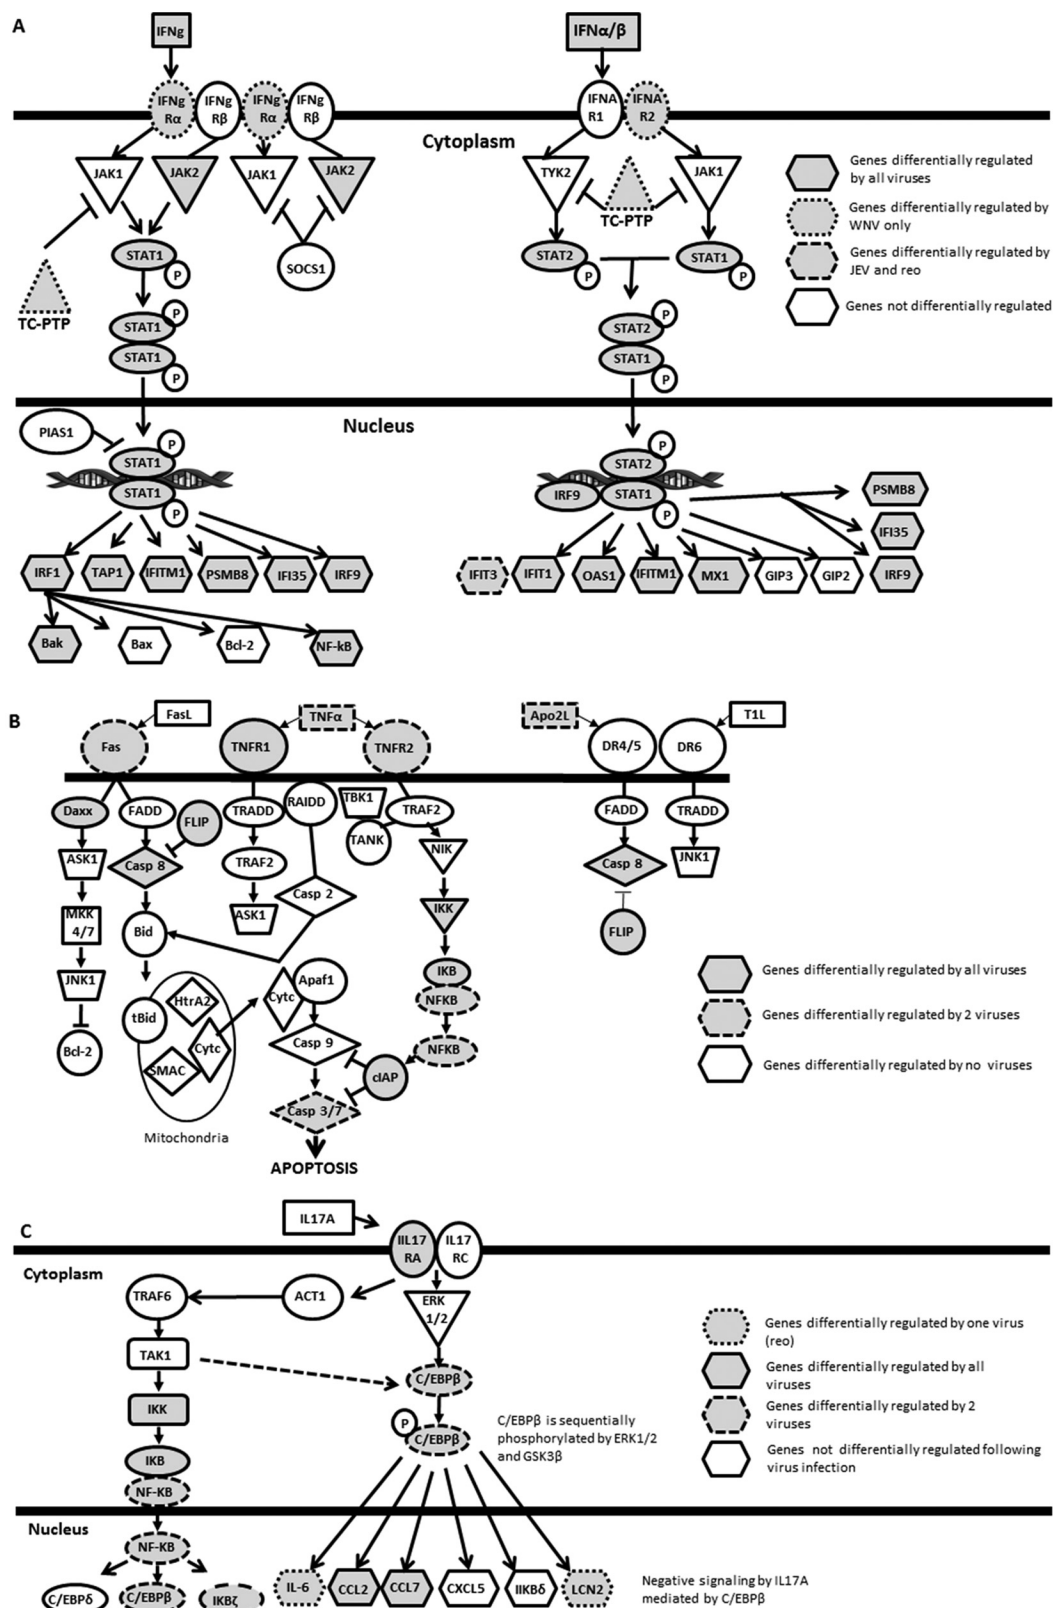 A
IFNg
IFNα/β
IFNg
Rα
IFNg
Rβ
IFNg
Rα
IFNg
Rβ
IFNA
R1
IFNA
R2
Cytoplasm
JAK1
JAK2
JAK1
JAK2
TYK2
JAK1
TC-PTP
STAT1
P
SOCS1
STAT2
P
STAT1
P
TC-PTP
STAT1
P
STAT1
P
STAT2
P
STAT1
P
Genes differentially regulated
by all viruses
Genes differentially regulated by
WNV only
Genes differentially regulated by
JEV and reo
Genes not differentially regulated
Nucleus
PIAS1
STAT1
P
STAT1
P
STAT2
P
IRF9
STAT1
P
PSMB8
IFI35
IRF9
IRF1
TAP1
IFITM1
PSMB8
IFI35
IRF9
IFIT3
IFIT1
OAS1
IFITM1
MX1
GIP3
GIP2
Bak
Bax
Bcl-2
NF-kB
B
FasL
TNFα
Apo2L
T1L
Fas
TNFR1
TNFR2
DR4/5
DR6
Daxx
FADD
FLIP
TRADD
RAIDD
TBK1
TRAF2
TANK
FADD
TRADD
ASK1
Casp 8
TRAF2
NIK
Casp 8
JNK1
MKK
4/7
Bid
ASK1
Casp 2
IKK
FLIP
JNK1
IKB
NFKB
HtrA2
tBid
Cytc
SMAC
Cytc
Apaf1
Bcl-2
Casp 9
NFKB
cIAP
Casp 3/7
Mitochondria
APOPTOSIS
Genes differentially regulated by all viruses
Genes differentially regulated by 2 viruses
Genes differentially regulated by no viruses
C
IL17A
IIL17
RA
IL17
RC
Cytoplasm
TRAF6
ACT1
ERK
1/2
TAK1
C/EBPβ
IKK
P
C/EBPβ
C/EBPβ is sequentially
phosphorylated by ERK1/2
and GSK3β
IKB
NF-KB
Genes differentially regulated by one virus
(reo)
Genes differentially regulated by all
viruses
Genes differentially regulated by 2
viruses
Genes not differentially regulated following
virus infection
Nucleus
NF-KB
C/EBPδ
C/EBPβ
IKBζ
IL-6
CCL2
CCL7
CXCL5
IIKBδ
LCN2
Negative signaling by IL17A
mediated by C/EBPβ